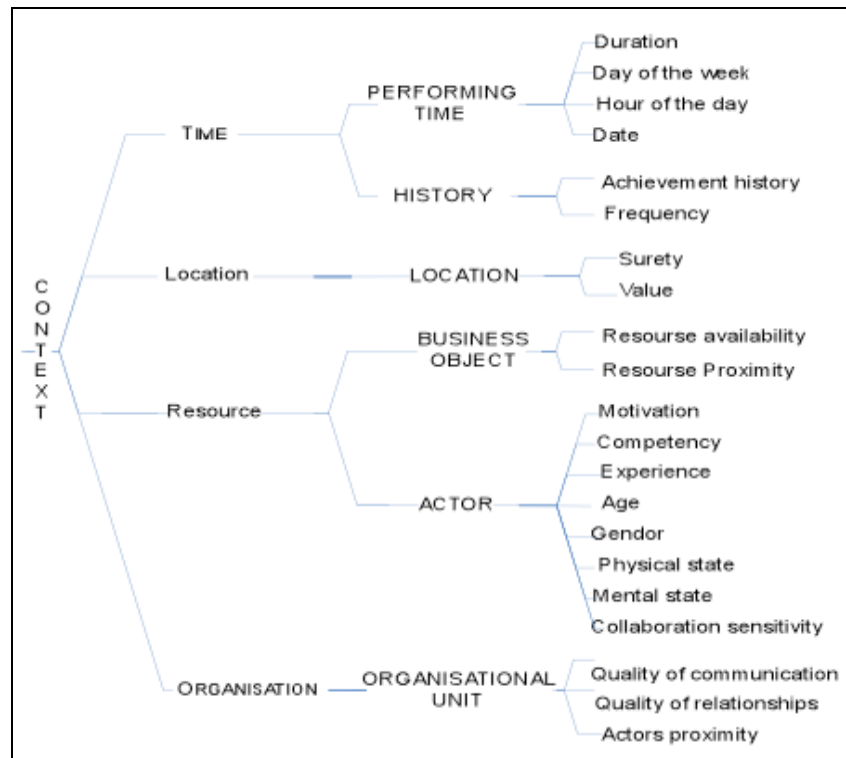 CONTEXT
TIME
PERFORMING
TIME
Duration
Day of the week
Hour of the day
Date
HISTORY
Achievement history
Frequency
Location
LOCATION
Surety
Value
Resource
BUSINESS
OBJECT
Resourse availability
Resourse Proximity
ACTOR
Motivation
Competency
Experience
Age
Gendor
Physical state
Mental state
Collaboration sensitivity
ORGANISATION
ORGANISATIONAL
UNIT
Quality of communication
Quality of relationships
Actors proximity